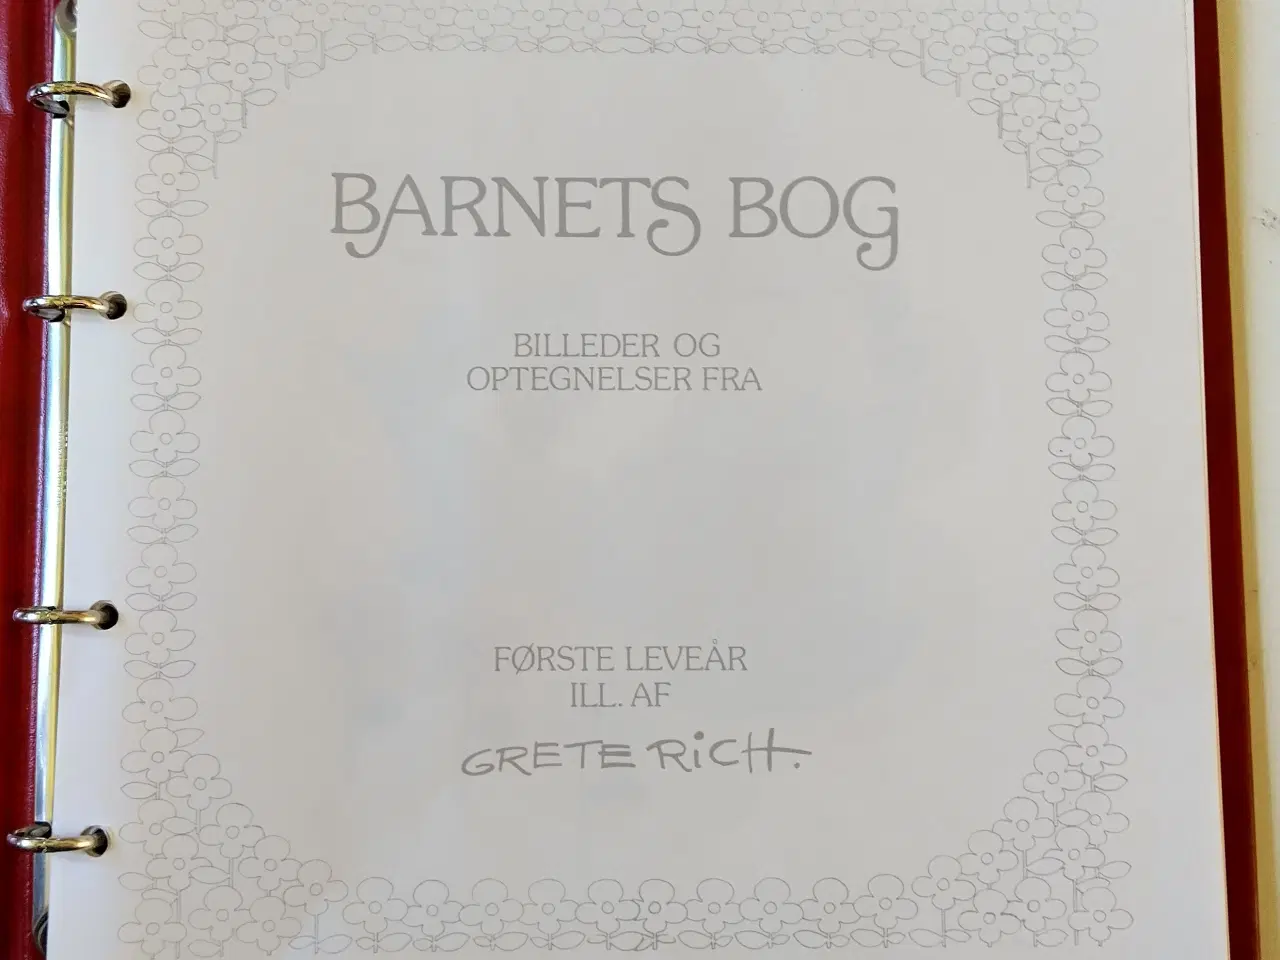 BARNETS BOG
BILLEDER OG
OPTEGNELSER FRA
FØRSTE LEVEÅR
ILL. AF
GRETE RICH.